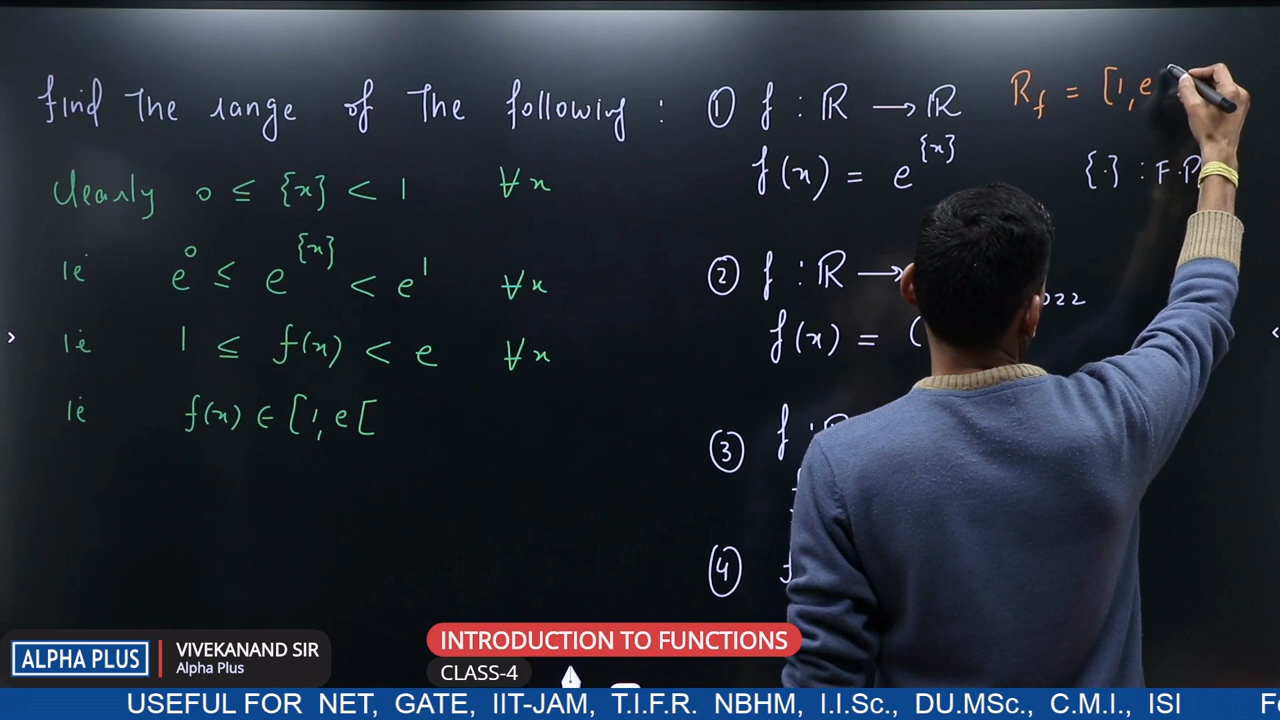 find the range of the following :
clearly 0 ≤ {x} < 1 ∀x
ie e^0 ≤ e^{x} < e^1 ∀x
ie 1 ≤ f(x) < e ∀x
ie f(x) ∈ [1, e[
① f : ℝ → ℝ
R_f = [1, e
f(x) = e^{x}
{·} : F.P
② f : ℝ →
022
f(x) = (
③ f :
④
INTRODUCTION TO FUNCTIONS
CLASS-4
ALPHA PLUS
VIVEKANAND SIR
Alpha Plus
USEFUL FOR NET, GATE, IIT-JAM, T.I.F.R. NBHM, I.I.Sc., DU.MSc., C.M.I., ISI